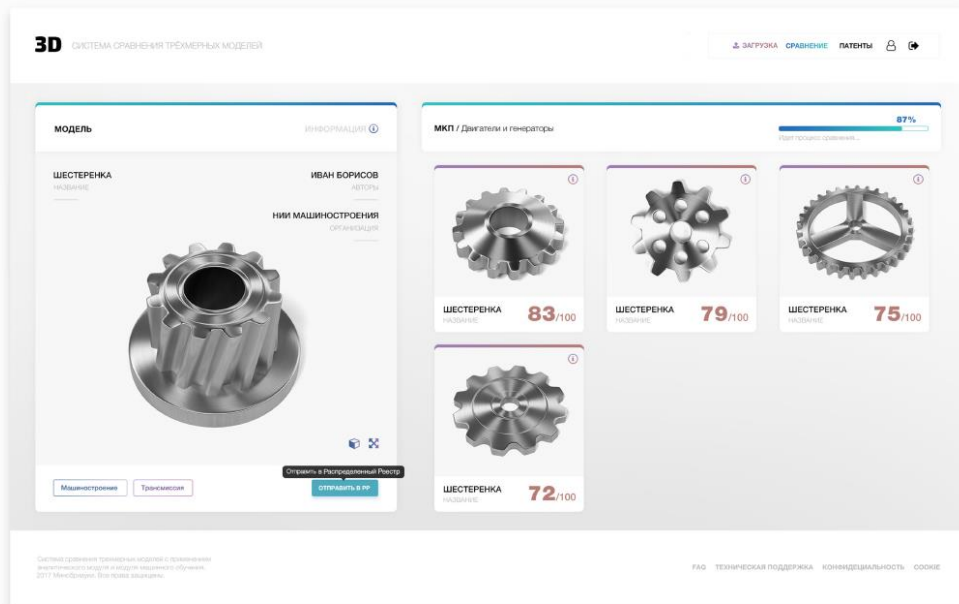 3D
СИСТЕМА СРАВНЕНИЯ ТРЁХМЕРНЫХ МОДЕЛЕЙ
ЗАГРУЗКА СРАВНЕНИЕ ПАТЕНТЫ
МОДЕЛЬ
ИНФОРМАЦИЯ
ШЕСТЕРЕНКА
НАЗВАНИЕ
ИВАН БОРИСОВ
АВТОРЫ
НИИ МАШИНОСТРОЕНИЯ
ОРГАНИЗАЦИЯ
Отправить в Распределенный Реестр
Машиностроение
Трансмиссия
ОТПРАВИТЬ В РР
МКП / Двигатели и генераторы
87%
Идет процесс сравнения...
ШЕСТЕРЕНКА
НАЗВАНИЕ
83/100
ШЕСТЕРЕНКА
НАЗВАНИЕ
79/100
ШЕСТЕРЕНКА
НАЗВАНИЕ
75/100
ШЕСТЕРЕНКА
НАЗВАНИЕ
72/100
Система сравнения трехмерных моделей с применением
аналитического модуля и модуля машинного обучения.
2017 Минобрнауки. Все права защищены.
FAQ ТЕХНИЧЕСКАЯ ПОДДЕРЖКА КОНФИДЕЦИАЛЬНОСТЬ COOKIE